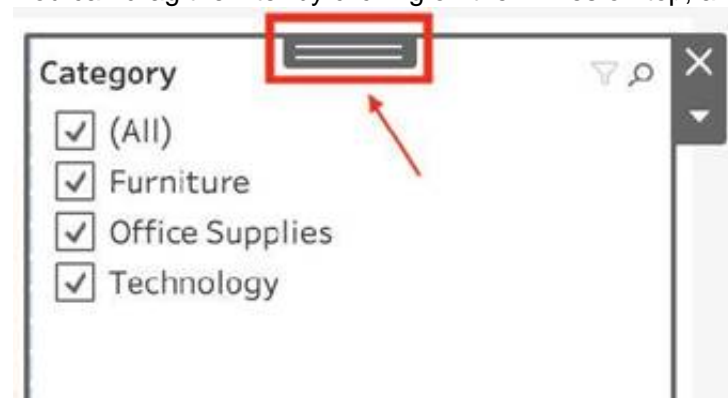 Category
(All)
Furniture
Office Supplies
Technology